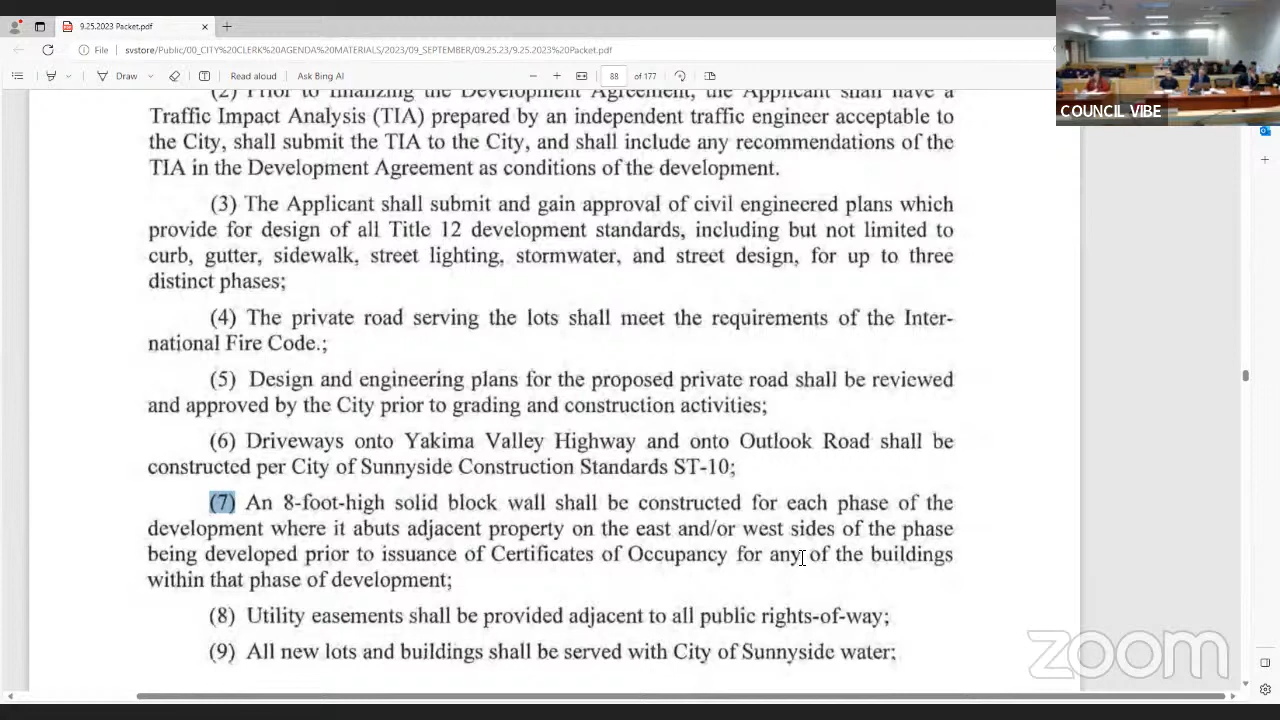 9.25.2023 Packet.pdf
File
svstore/Public/00_CITY%20CLERK%20AGENDA%20MATERIALS/2023/09_SEPTEMBER/09.25.23/9.25.2023%20Packet.pdf
Draw
Read aloud
Ask Bing AI
88 of 177
COUNCIL VIBE
(2) Prior to finalizing the Development Agreement, the Applicant shall have a
Traffic Impact Analysis (TIA) prepared by an independent traffic engineer acceptable to
the City, shall submit the TIA to the City, and shall include any recommendations of the
TIA in the Development Agreement as conditions of the development.
(3) The Applicant shall submit and gain approval of civil engineered plans which
provide for design of all Title 12 development standards, including but not limited to
curb, gutter, sidewalk, street lighting, stormwater, and street design, for up to three
distinct phases;
(4) The private road serving the lots shall meet the requirements of the Inter-
national Fire Code.;
(5) Design and engineering plans for the proposed private road shall be reviewed
and approved by the City prior to grading and construction activities;
(6) Driveways onto Yakima Valley Highway and onto Outlook Road shall be
constructed per City of Sunnyside Construction Standards ST-10;
(7) An 8-foot-high solid block wall shall be constructed for each phase of the
development where it abuts adjacent property on the east and/or west sides of the phase
being developed prior to issuance of Certificates of Occupancy for any of the buildings
within that phase of development;
(8) Utility easements shall be provided adjacent to all public rights-of-way;
(9) All new lots and buildings shall be served with City of Sunnyside water;
zoom